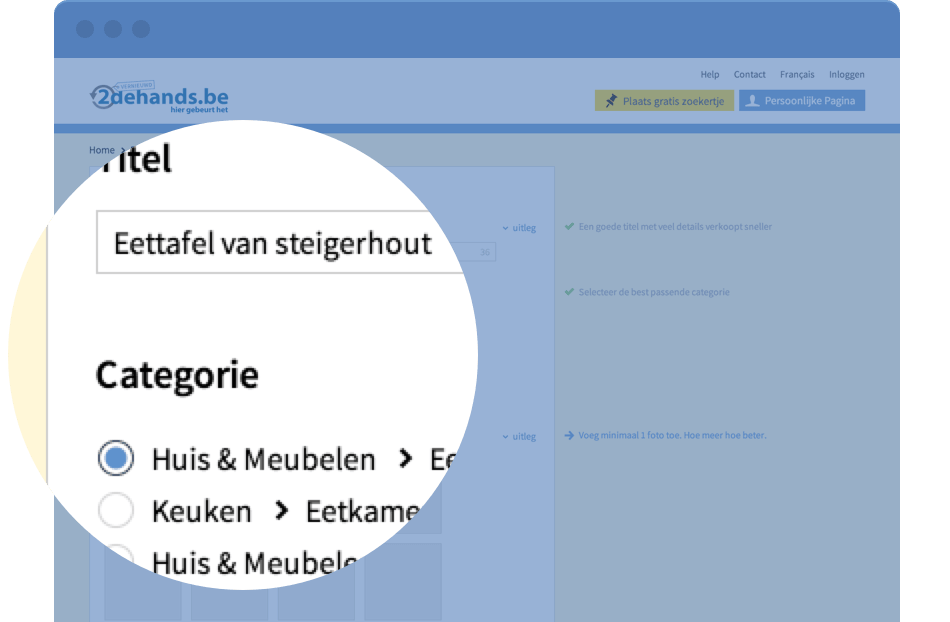 Help Contact Français Inloggen
VERNIEUWD
2dehands.be
hier gebeurt het
Plaats gratis zoekertje Persoonlijke Pagina
Home
Titel
uitleg Een goede titel met veel details verkoopt sneller
Eettafel van steigerhout 36
Selecteer de best passende categorie
Categorie
uitleg Voeg minimaal 1 foto toe. Hoe meer hoe beter.
Huis & Meubelen > Ee
Keuken > Eetkame
Huis & Meubele